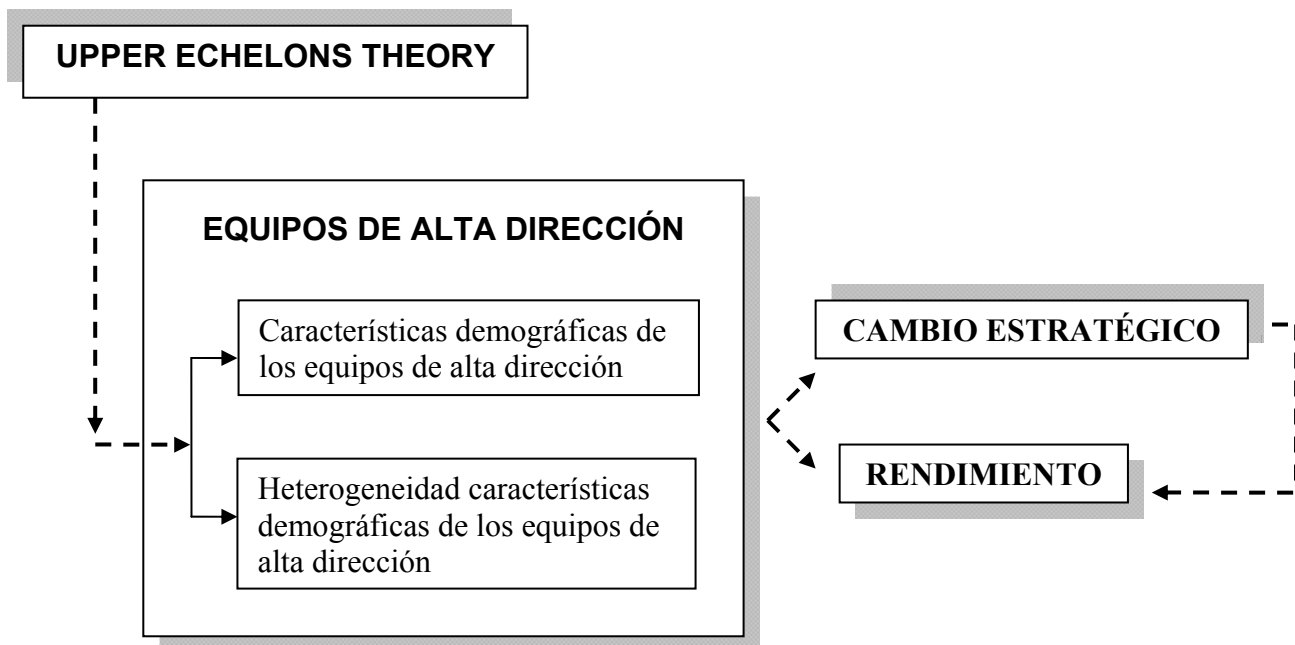 UPPER ECHELONS THEORY
EQUIPOS DE ALTA DIRECCIÓN
Características demográficas de
los equipos de alta dirección
Heterogeneidad características
demográficas de los equipos de
alta dirección
CAMBIO ESTRATÉGICO
RENDIMIENTO